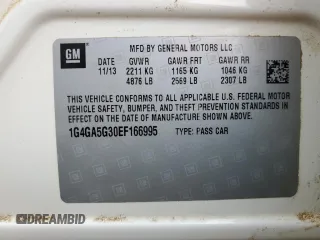 GM
MFD BY GENERAL MOTORS LLC
DATE GVWR GAWR FRT GAWR RR
11/13 2211 KG 1165 KG 1046 KG
4876 LB 2569 LB 2307 LB
THIS VEHICLE CONFORMS TO ALL APPLICABLE U.S. FEDERAL MOTOR
VEHICLE SAFETY, BUMPER, AND THEFT PREVENTION STANDARDS IN
EFFECT ON THE DATE OF MANUFACTURE SHOWN ABOVE.
1G4GA5G30EF166995 TYPE: PASS CAR
©DREAMBID
©DREAMBID